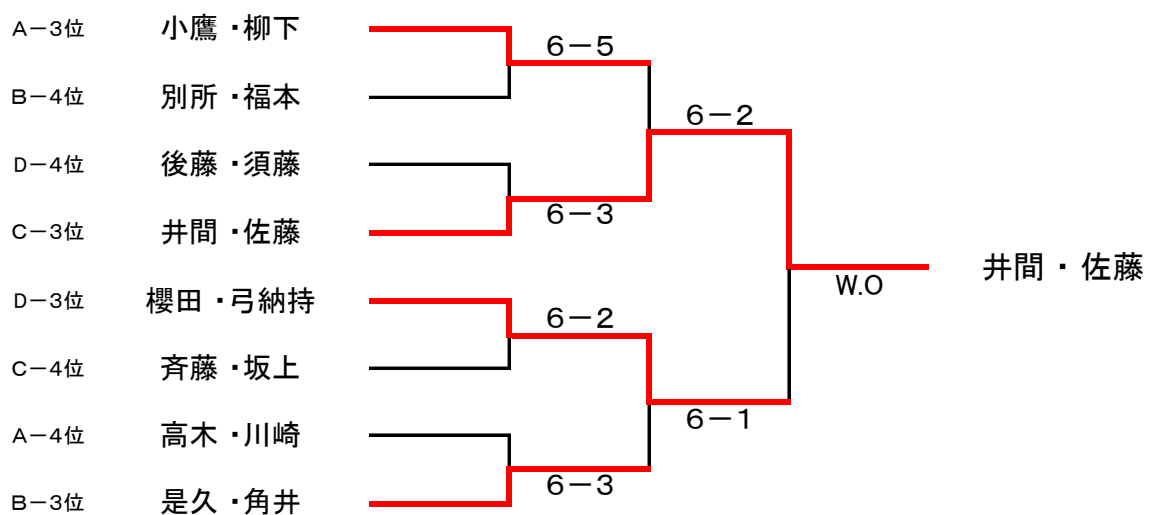 A－3位 小鷹・柳下
6－5
B－4位 別所・福本
6－2
D－4位 後藤・須藤
6－3
C－3位 井間・佐藤
井間・佐藤
W.O
D－3位 櫻田・弓納持
6－2
C－4位 斉藤・坂上
6－1
A－4位 高木・川崎
6－3
B－3位 是久・角井